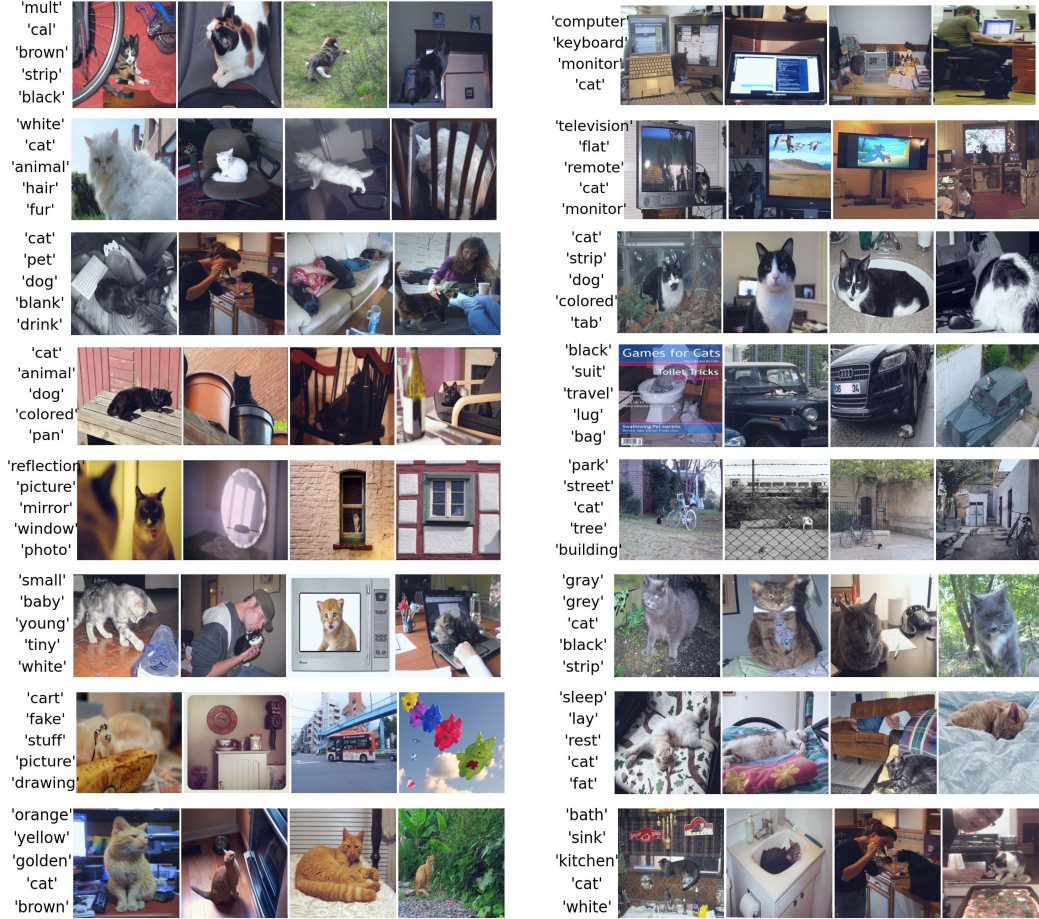 'mult'
'cal'
'brown'
'strip'
'black'
'computer'
'keyboard'
'monitor'
'cat'
'white'
'cat'
'animal'
'hair'
'fur'
'television'
'flat'
'remote'
'cat'
'monitor'
'cat'
'pet'
'dog'
'blank'
'drink'
'cat'
'strip'
'dog'
'colored'
'tab'
'cat'
'animal'
'dog'
'colored'
'pan'
'black'
'suit'
'travel'
'lug'
'bag'
Games for Cats
Toilet Tricks
'reflection'
'picture'
'mirror'
'window'
'photo'
'park'
'street'
'cat'
'tree'
'building'
'small'
'baby'
'young'
'tiny'
'white'
'gray'
'grey'
'cat'
'black'
'strip'
'cart'
'fake'
'stuff'
'picture'
'drawing'
'sleep'
'lay'
'rest'
'cat'
'fat'
'orange'
'yellow'
'golden'
'cat'
'brown'
'bath'
'sink'
'kitchen'
'cat'
'white'